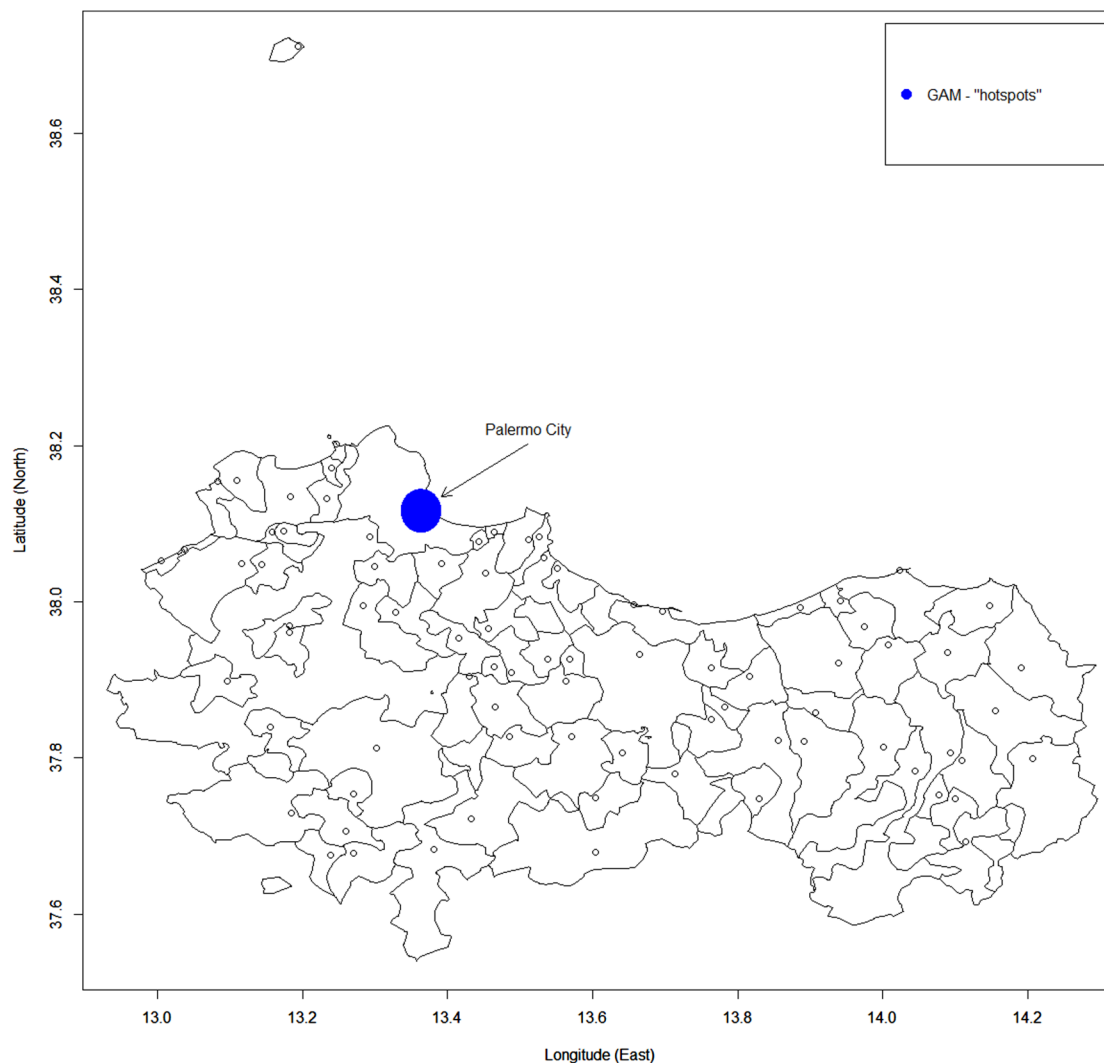 GAM - "hotspots"
Palermo City
38.6
38.4
38.2
38.0
37.8
37.6
Latitude (North)
13.0 13.2 13.4 13.6 13.8 14.0 14.2
Longitude (East)